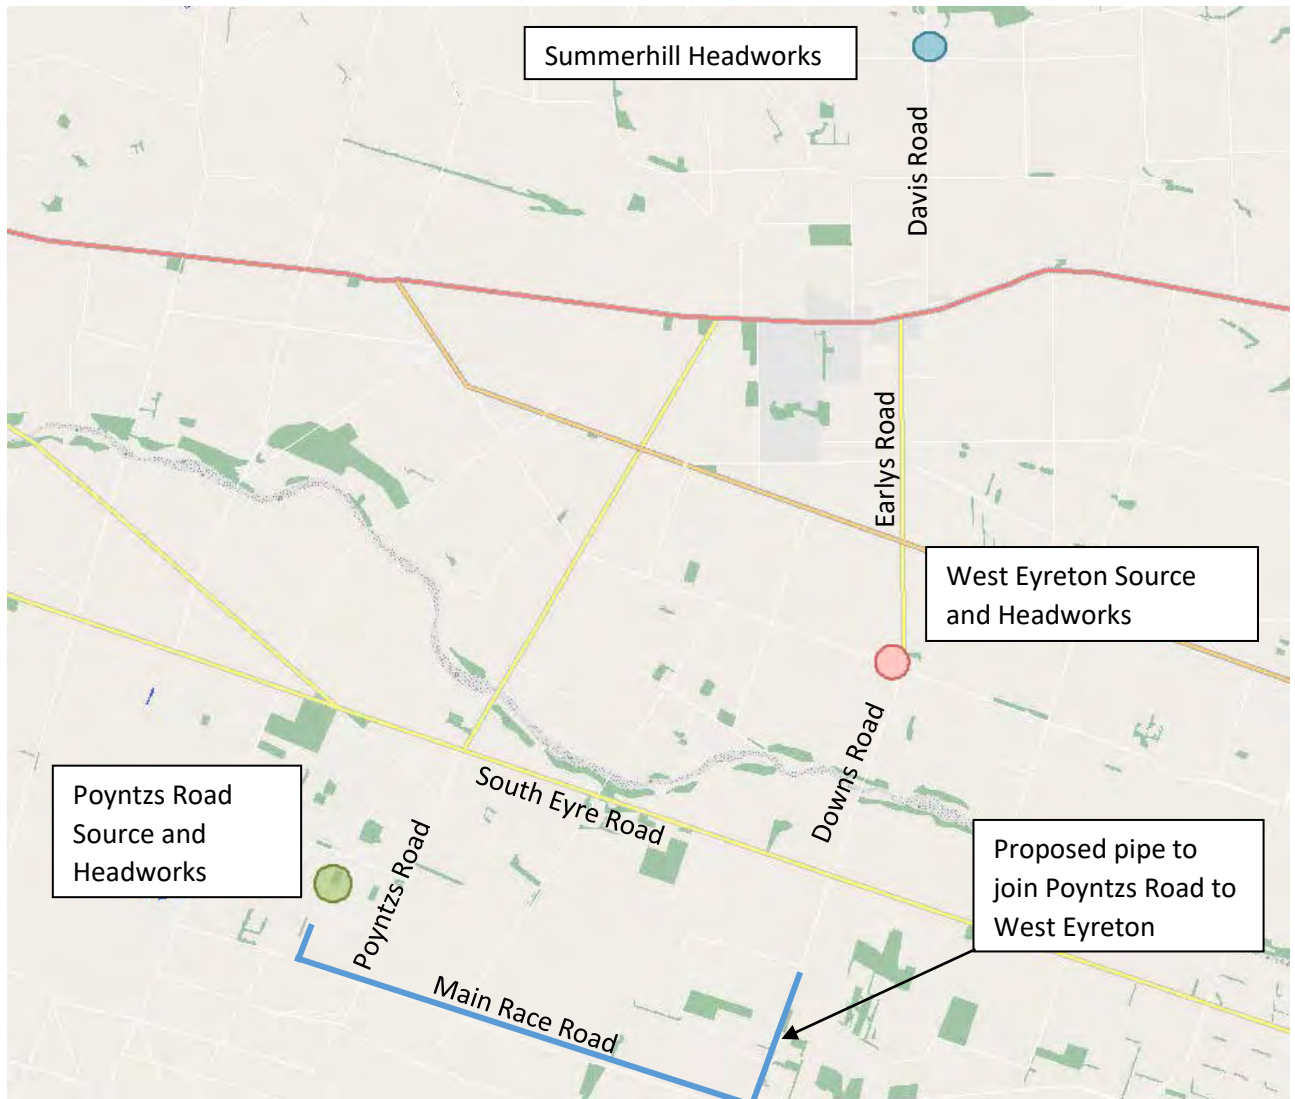 Summerhill Headworks
Davis Road
Earlys Road
West Eyreton Source
and Headworks
Downs Road
South Eyre Road
Poyntzs Road
Source and
Headworks
Poyntzs Road
Main Race Road
Proposed pipe to
join Poyntzs Road to
West Eyreton